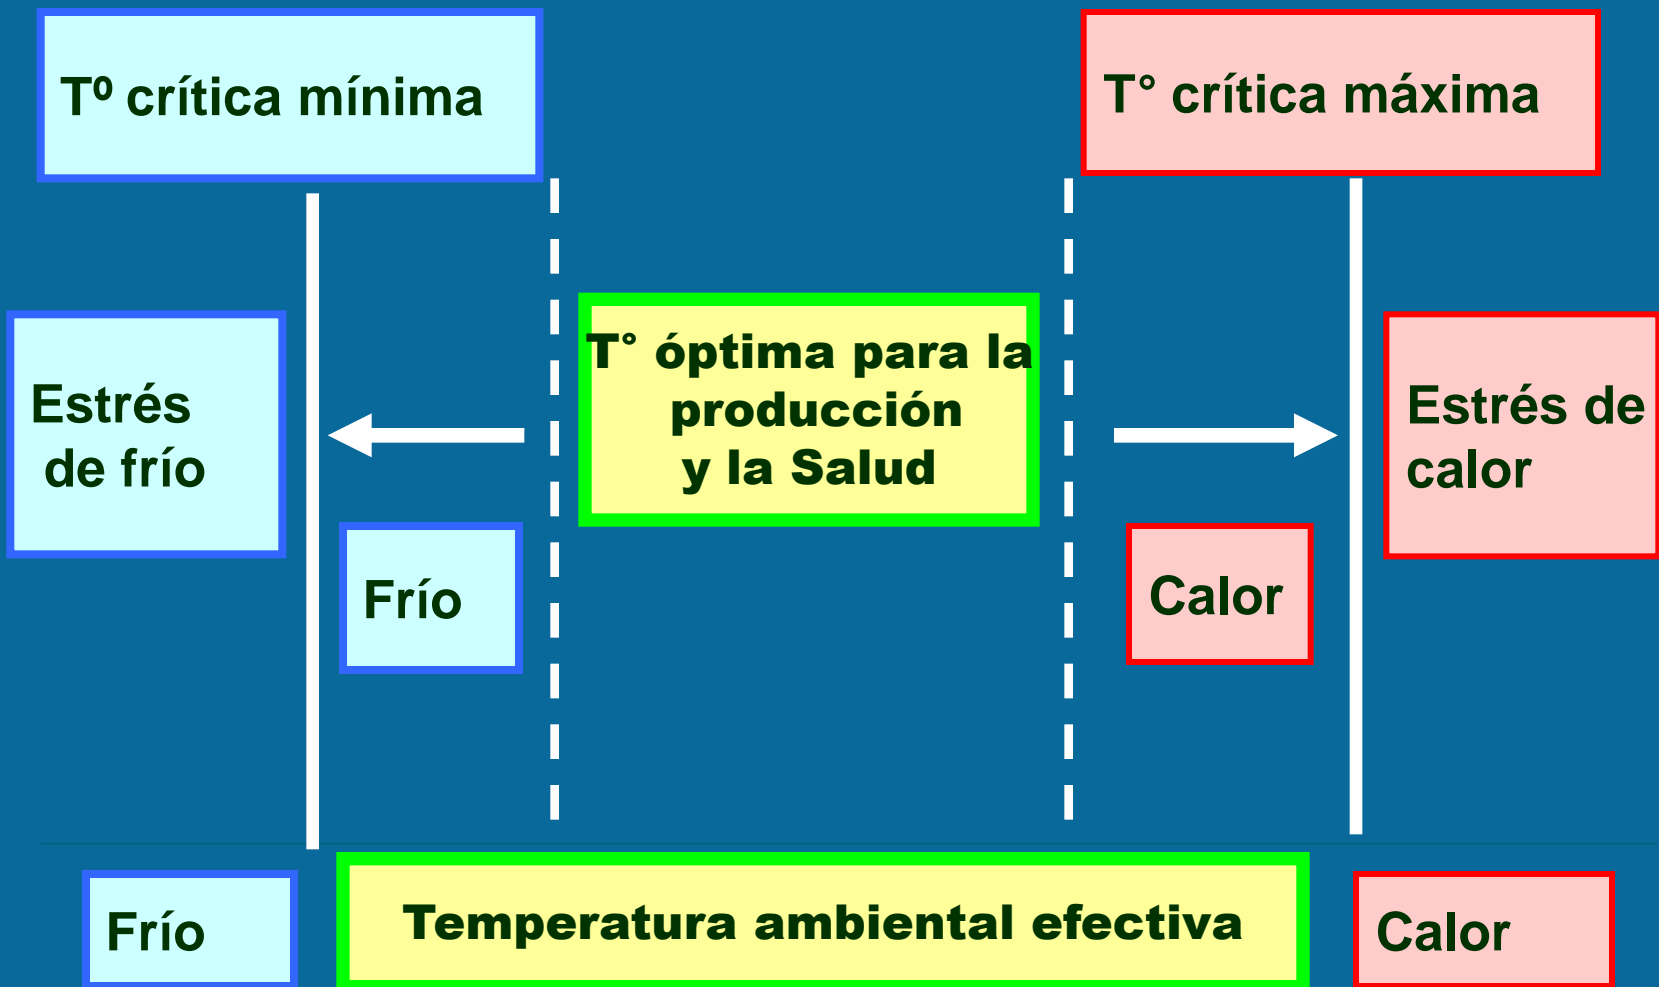 Tº crítica mínima
T° crítica máxima
T° óptima para la
producción
y la Salud
Estrés
de frío
Estrés de
calor
Frío
Calor
Frío
Temperatura ambiental efectiva
Calor